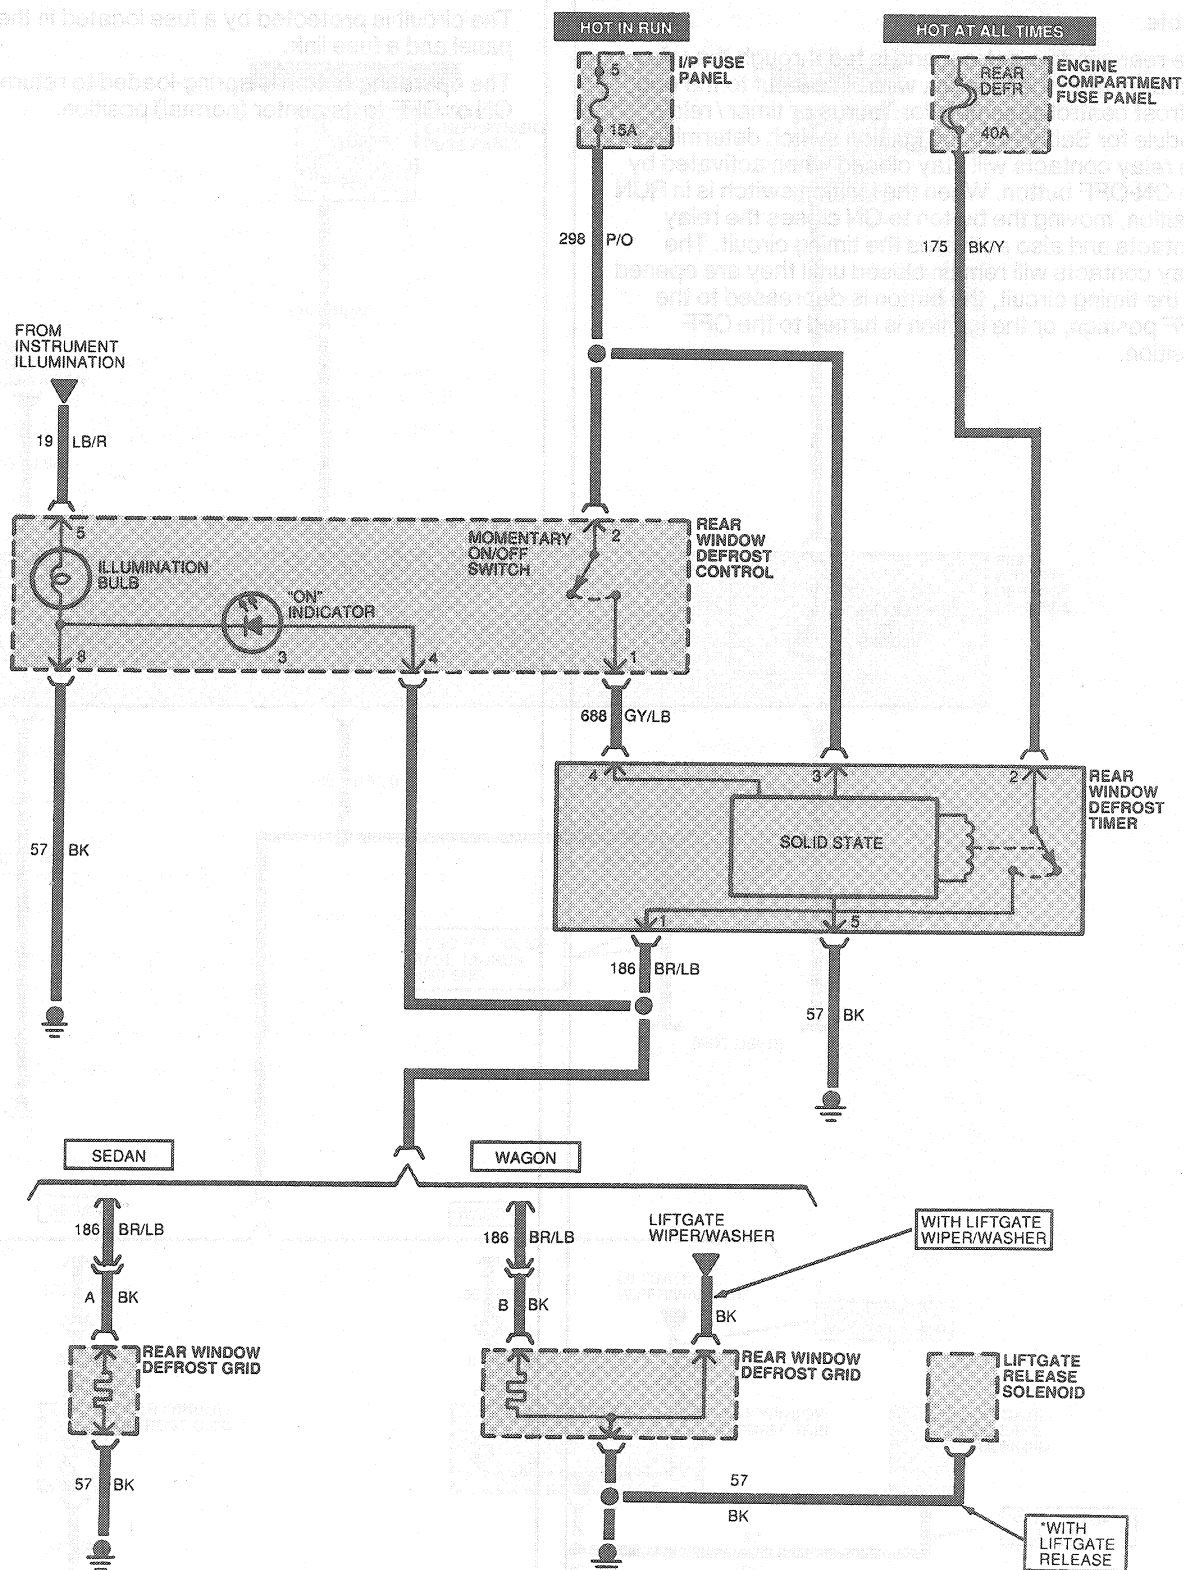 HOT IN RUN
HOT AT ALL TIMES
5
15A
I/P FUSE
PANEL
REAR
DEFR
40A
ENGINE
COMPARTMENT
FUSE PANEL
298 P/O
175 BK/Y
FROM
INSTRUMENT
ILLUMINATION
19 LB/R
5
ILLUMINATION
BULB
"ON"
INDICATOR
MOMENTARY
ON/OFF
SWITCH
2
REAR
WINDOW
DEFROST
CONTROL
8
3
4
1
688 GY/LB
4
3
2
REAR
WINDOW
DEFROST
TIMER
SOLID STATE
57 BK
1
5
186 BR/LB
57 BK
SEDAN
WAGON
186 BR/LB
186 BR/LB
LIFTGATE
WIPER/WASHER
WITH LIFTGATE
WIPER/WASHER
A BK
B BK
BK
REAR WINDOW
DEFROST GRID
REAR WINDOW
DEFROST GRID
LIFTGATE
RELEASE
SOLENOID
57 BK
57
BK
*WITH
LIFTGATE
RELEASE